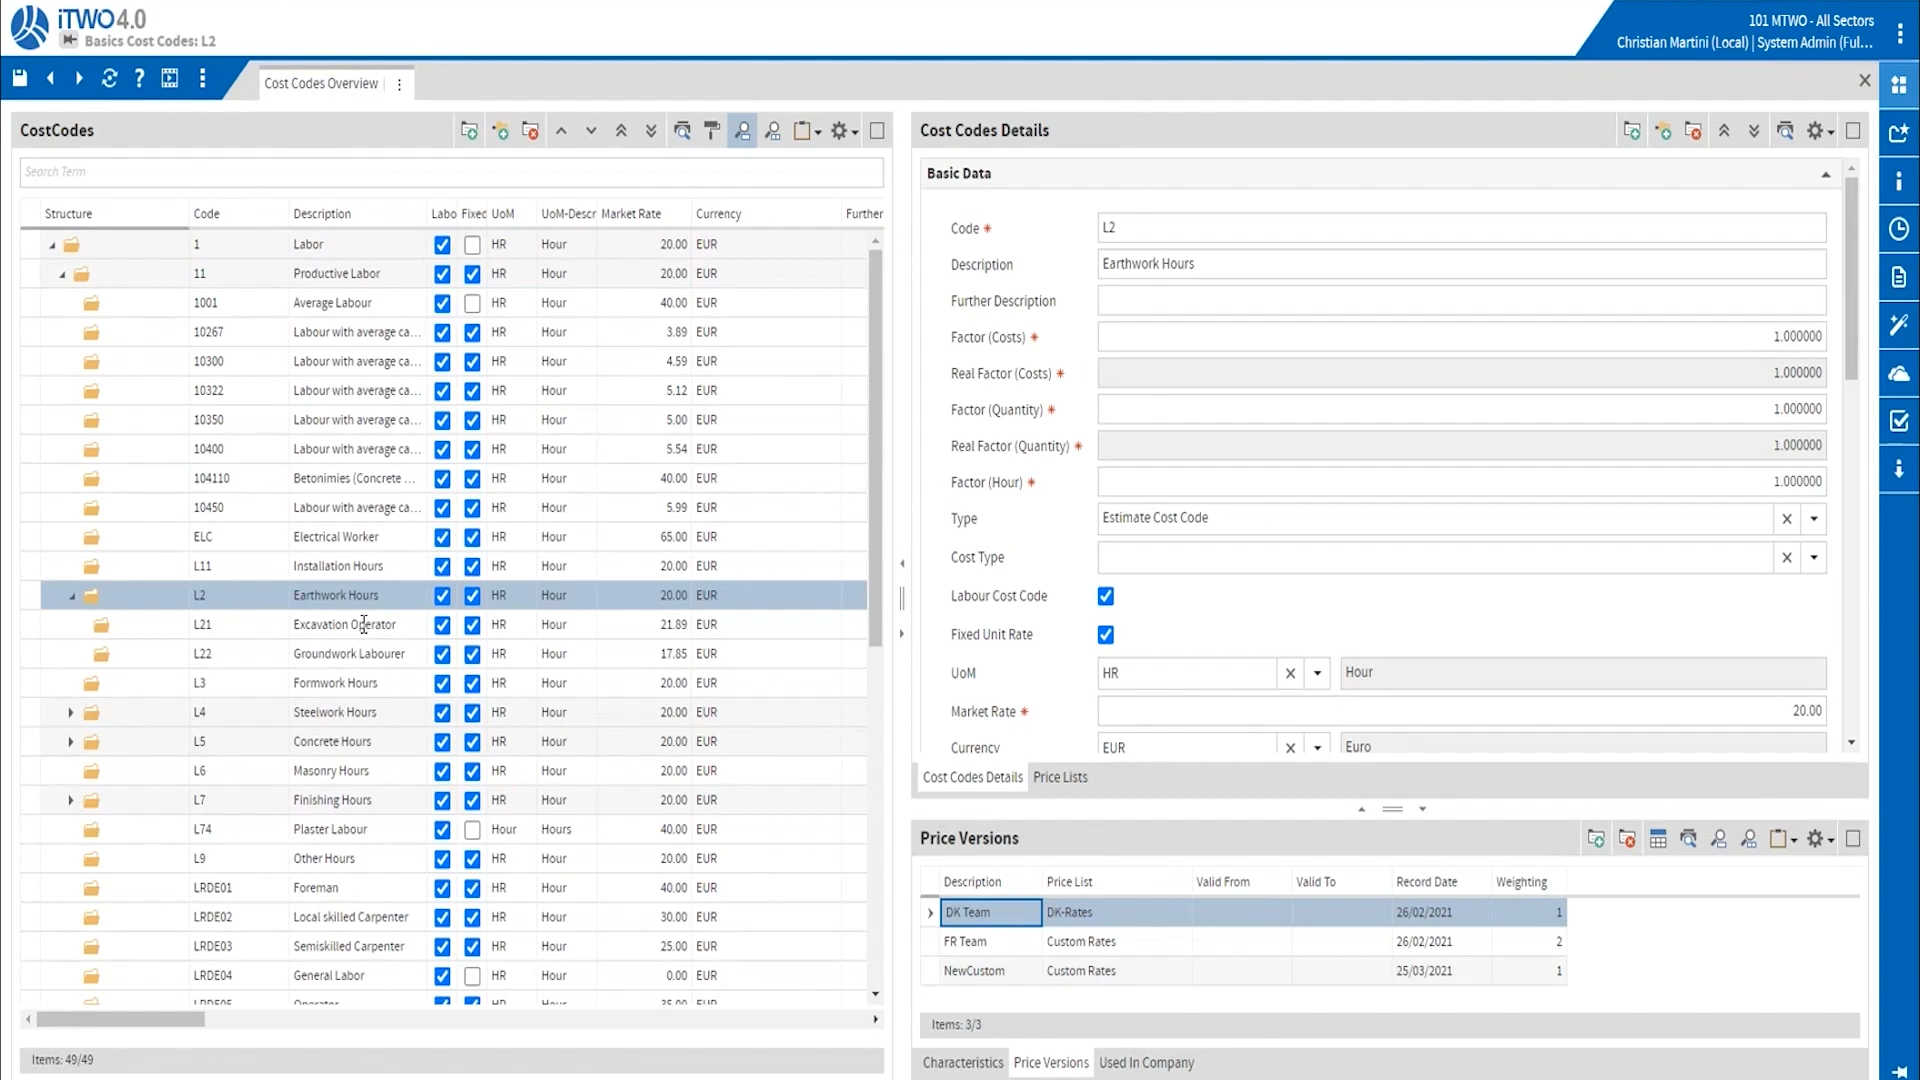 iTWO 4.0
Basics Cost Codes: L2
101 MTWO - All Sectors
Christian Martini (Local) | System Admin (Ful...
Cost Codes Overview
CostCodes
Search Term
Structure Code Description Labo Fixed UoM UoM-Descr Market Rate Currency Further
1 Labor HR Hour 20.00 EUR
11 Productive Labor HR Hour 20.00 EUR
1001 Average Labour HR Hour 40.00 EUR
10267 Labour with average ca... HR Hour 3.89 EUR
10300 Labour with average ca... HR Hour 4.59 EUR
10322 Labour with average ca... HR Hour 5.12 EUR
10350 Labour with average ca... HR Hour 5.00 EUR
10400 Labour with average ca... HR Hour 5.54 EUR
104110 Betonimies (Concrete ... HR Hour 40.00 EUR
10450 Labour with average ca... HR Hour 5.99 EUR
ELC Electrical Worker HR Hour 65.00 EUR
L11 Installation Hours HR Hour 20.00 EUR
L2 Earthwork Hours HR Hour 20.00 EUR
L21 Excavation Operator HR Hour 21.89 EUR
L22 Groundwork Labourer HR Hour 17.85 EUR
L3 Formwork Hours HR Hour 20.00 EUR
L4 Steelwork Hours HR Hour 20.00 EUR
L5 Concrete Hours HR Hour 20.00 EUR
L6 Masonry Hours HR Hour 20.00 EUR
L7 Finishing Hours HR Hour 20.00 EUR
L74 Plaster Labour Hour Hours 40.00 EUR
L9 Other Hours HR Hour 20.00 EUR
LRDE01 Foreman HR Hour 40.00 EUR
LRDE02 Local skilled Carpenter HR Hour 30.00 EUR
LRDE03 Semiskilled Carpenter HR Hour 25.00 EUR
LRDE04 General Labor HR Hour 0.00 EUR
LRDE05 Operator HR Hour 35.00 EUR
Items: 49/49
Cost Codes Details
Basic Data
Code * L2
Description Earthwork Hours
Further Description
Factor (Costs) * 1.000000
Real Factor (Costs) * 1.000000
Factor (Quantity) * 1.000000
Real Factor (Quantity) * 1.000000
Factor (Hour) * 1.000000
Type Estimate Cost Code
Cost Type
Labour Cost Code
Fixed Unit Rate
UoM HR Hour
Market Rate * 20.00
Currency EUR Euro
Cost Codes Details Price Lists
Price Versions
Description Price List Valid From Valid To Record Date Weighting
DK Team DK-Rates 26/02/2021 1
FR Team Custom Rates 26/02/2021 2
NewCustom Custom Rates 25/03/2021 1
Items: 3/3
Characteristics Price Versions Used In Company